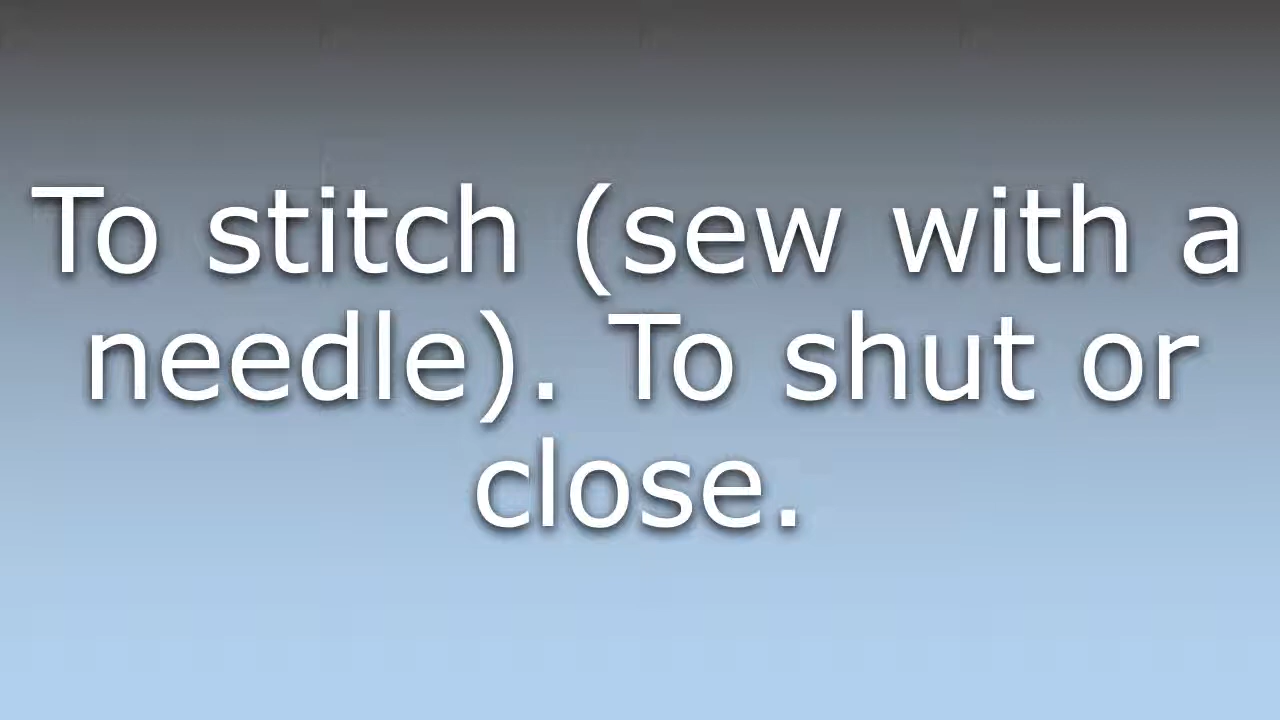 To stitch (sew with a
needle). To shut or
close.